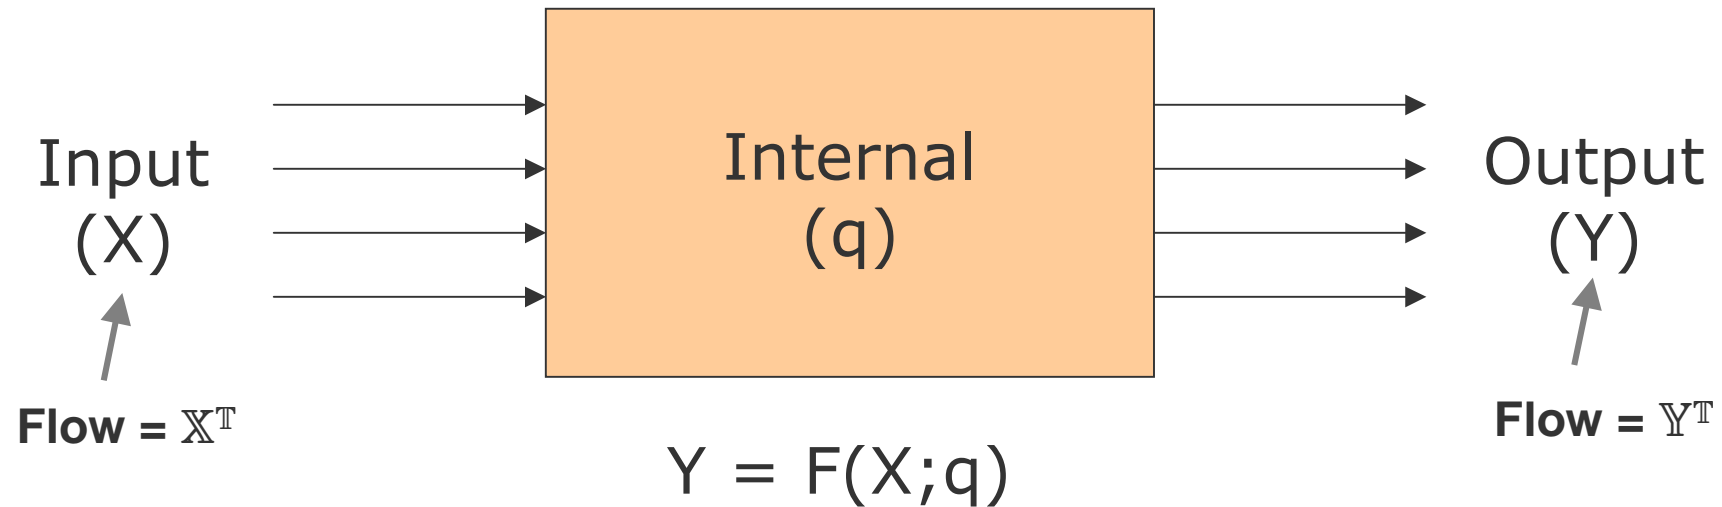 Input
(X)
Flow = 𝕏^𝕋
Internal
(q)
Y = F(X;q)
Output
(Y)
Flow = 𝕐^𝕋